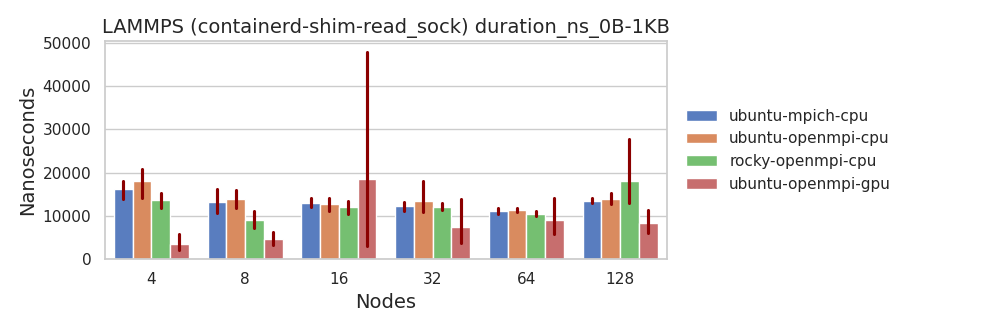 LAMMPS (containerd-shim-read_sock) duration_ns_0B-1KB
Nanoseconds
50000
40000
30000
20000
10000
0
4 8 16 32 64 128
Nodes
ubuntu-mpich-cpu
ubuntu-openmpi-cpu
rocky-openmpi-cpu
ubuntu-openmpi-gpu